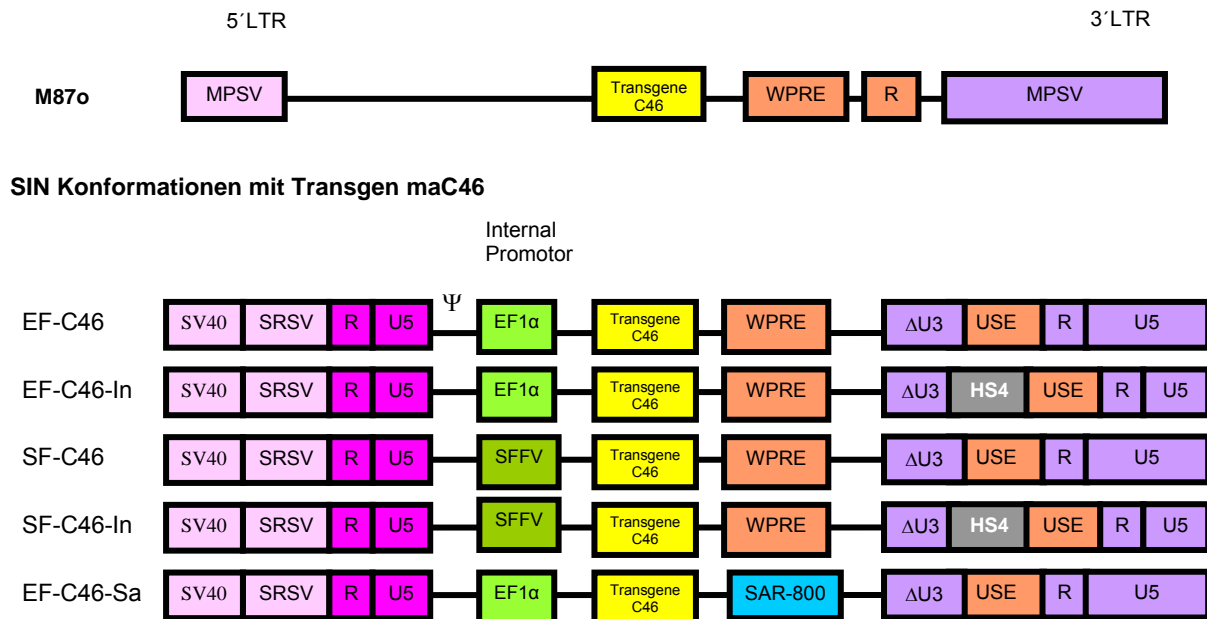 5´LTR 3´LTR
M87o MPSV Transgene C46 WPRE R MPSV
SIN Konformationen mit Transgen maC46
Internal
Promotor
Ψ
EF-C46 SV40 SRSV R U5 EF1α Transgene C46 WPRE ΔU3 USE R U5
EF-C46-In SV40 SRSV R U5 EF1α Transgene C46 WPRE ΔU3 HS4 USE R U5
SF-C46 SV40 SRSV R U5 SFFV Transgene C46 WPRE ΔU3 USE R U5
SF-C46-In SV40 SRSV R U5 SFFV Transgene C46 WPRE ΔU3 HS4 USE R U5
EF-C46-Sa SV40 SRSV R U5 EF1α Transgene C46 SAR-800 ΔU3 USE R U5